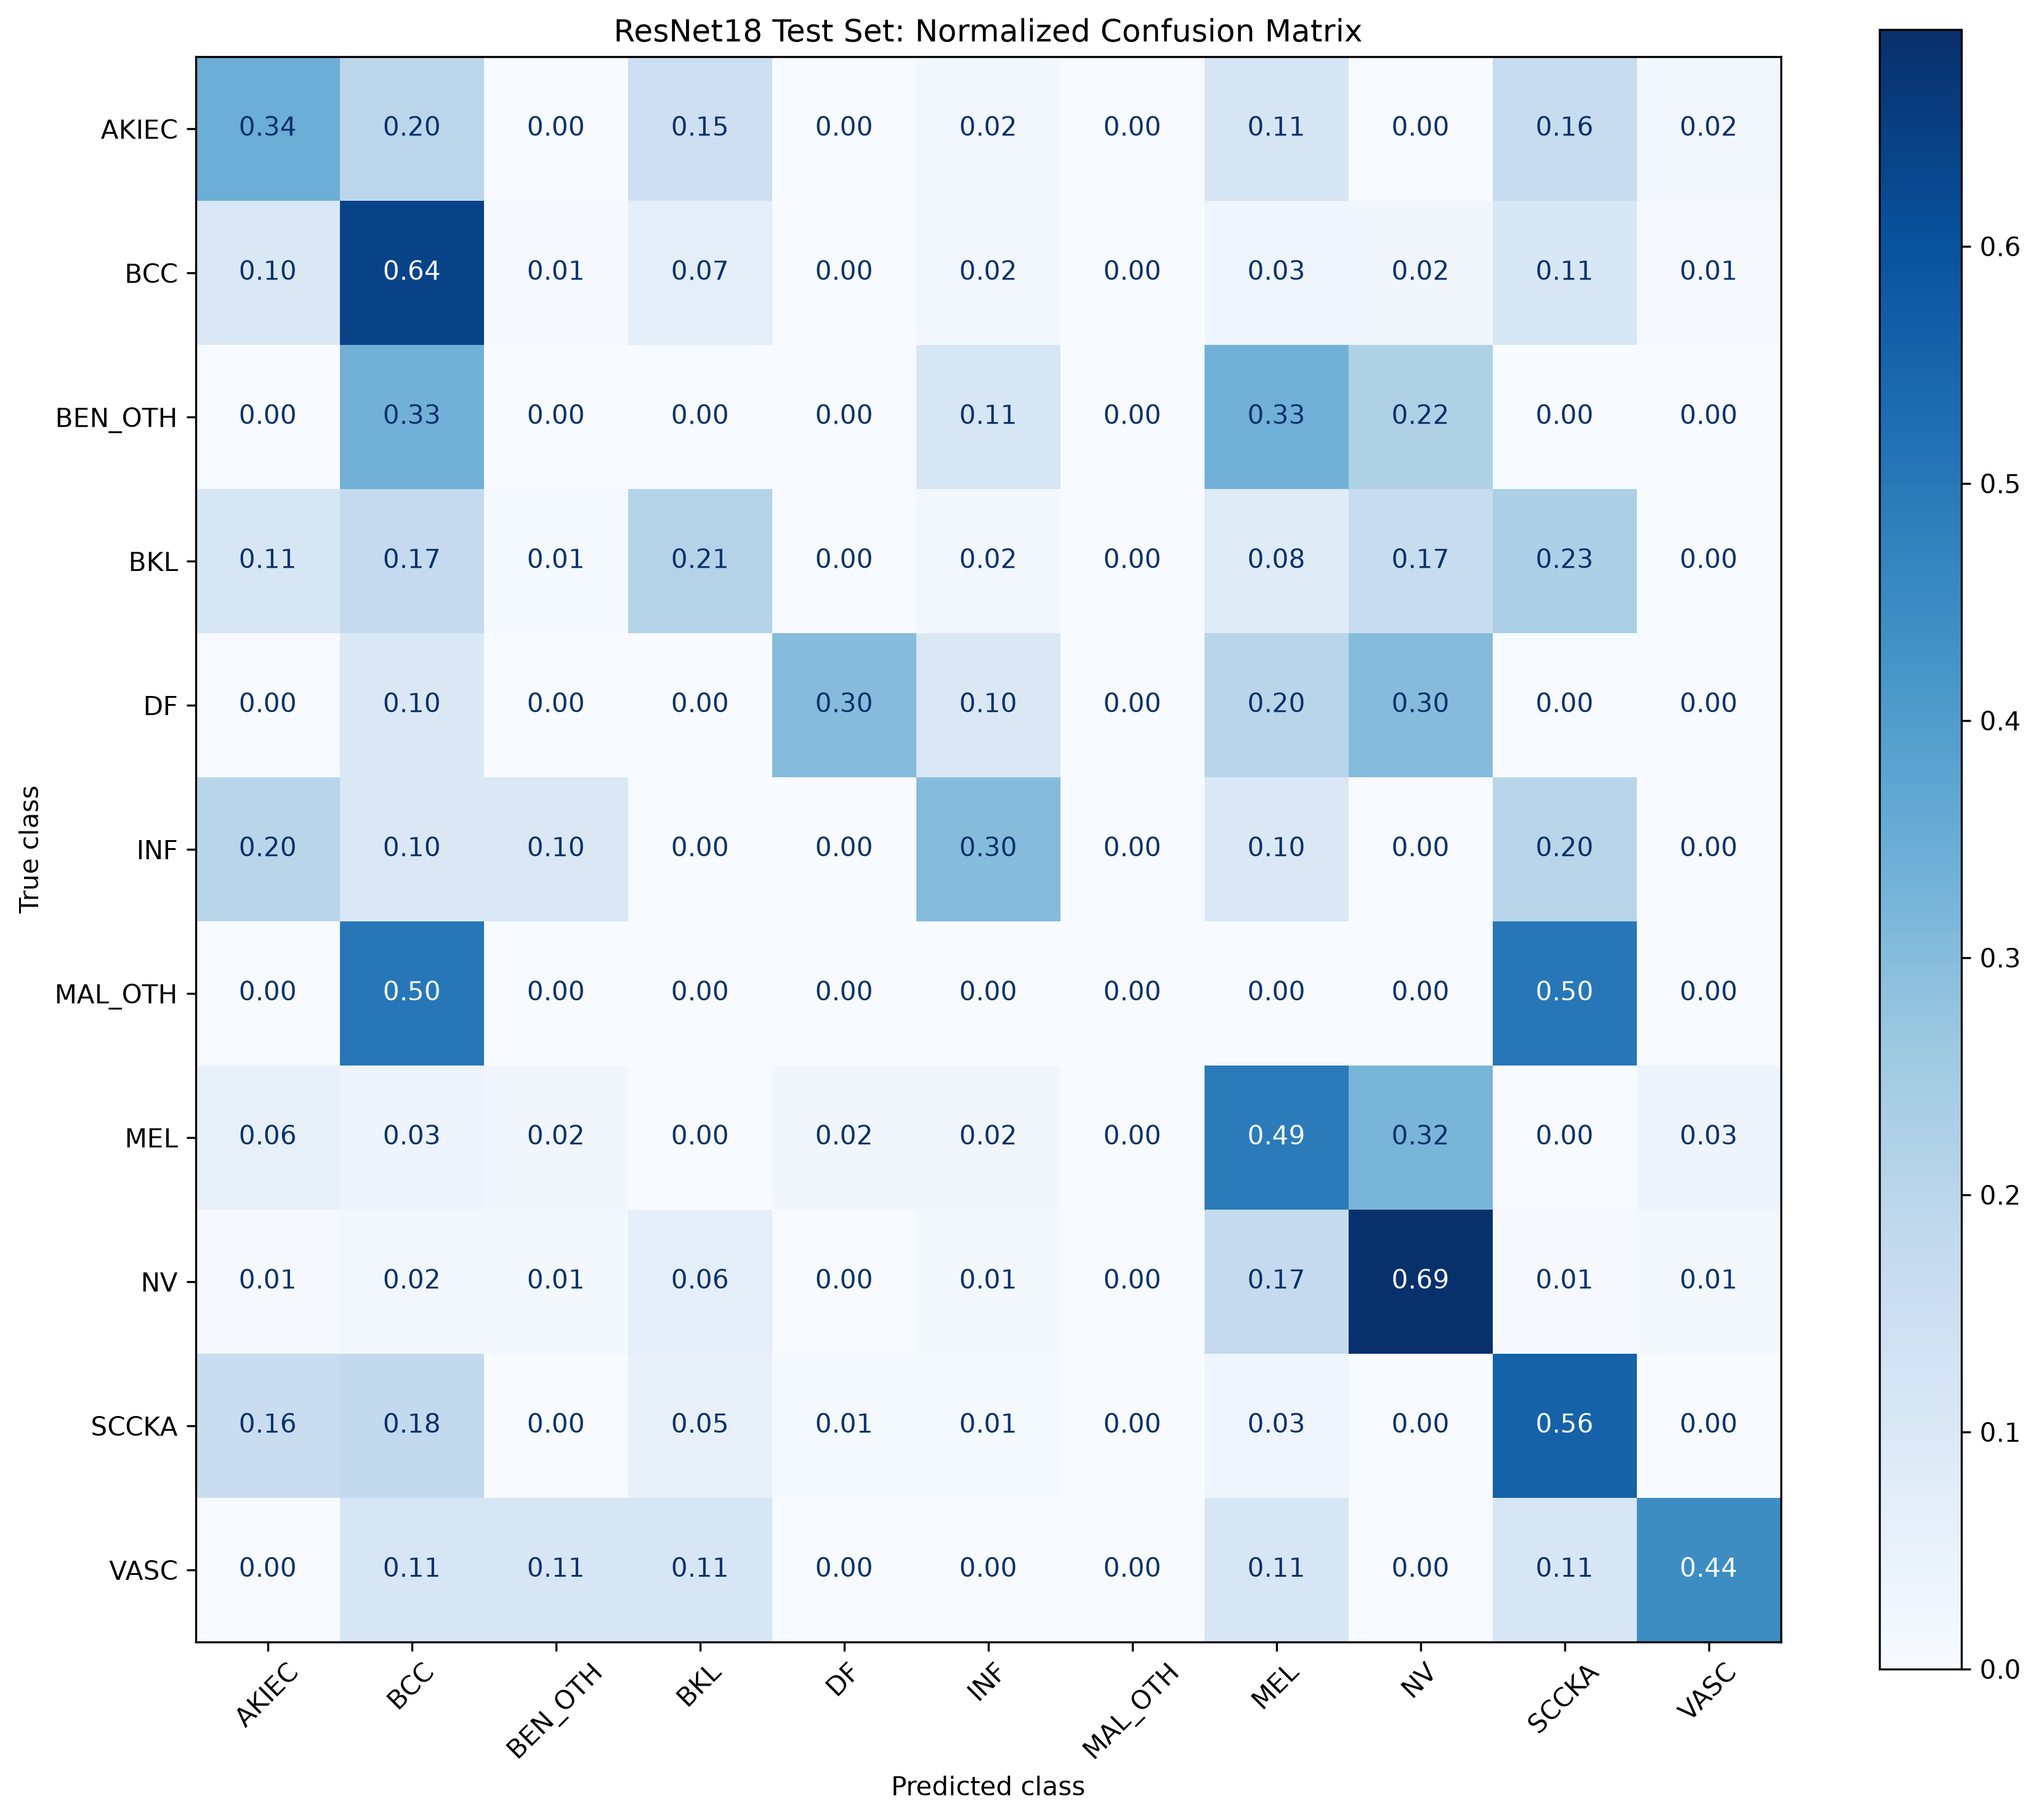 ResNet18 Test Set: Normalized Confusion Matrix
AKIEC 0.34 0.20 0.00 0.15 0.00 0.02 0.00 0.11 0.00 0.16 0.02
BCC 0.10 0.64 0.01 0.07 0.00 0.02 0.00 0.03 0.02 0.11 0.01
BEN_OTH 0.00 0.33 0.00 0.00 0.00 0.11 0.00 0.33 0.22 0.00 0.00
BKL 0.11 0.17 0.01 0.21 0.00 0.02 0.00 0.08 0.17 0.23 0.00
DF 0.00 0.10 0.00 0.00 0.30 0.10 0.00 0.20 0.30 0.00 0.00
INF 0.20 0.10 0.10 0.00 0.00 0.30 0.00 0.10 0.00 0.20 0.00
MAL_OTH 0.00 0.50 0.00 0.00 0.00 0.00 0.00 0.00 0.00 0.50 0.00
MEL 0.06 0.03 0.02 0.00 0.02 0.02 0.00 0.49 0.32 0.00 0.03
NV 0.01 0.02 0.01 0.06 0.00 0.01 0.00 0.17 0.69 0.01 0.01
SCCKA 0.16 0.18 0.00 0.05 0.01 0.01 0.00 0.03 0.00 0.56 0.00
VASC 0.00 0.11 0.11 0.11 0.00 0.00 0.00 0.11 0.00 0.11 0.44
AKIEC BCC BEN_OTH BKL DF INF MAL_OTH MEL NV SCCKA VASC
Predicted class
True class
0.6
0.5
0.4
0.3
0.2
0.1
0.0